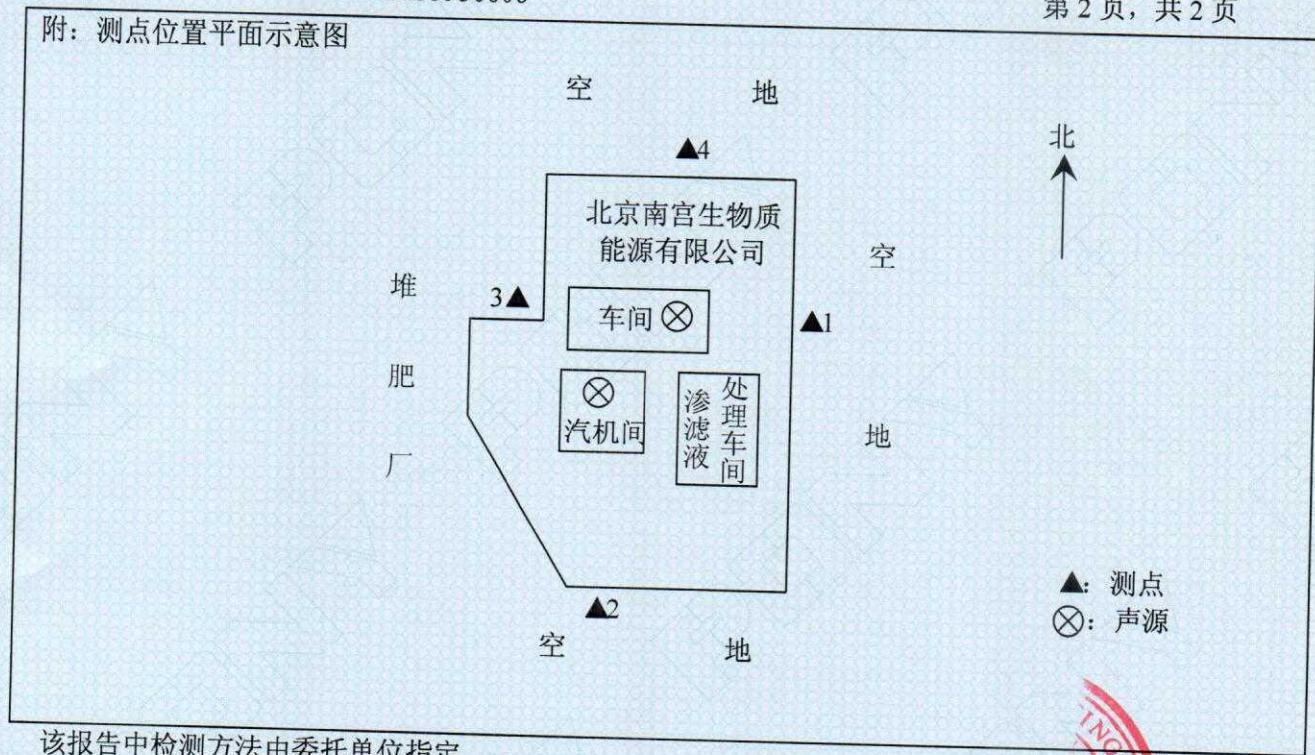 第 2 页，共 2 页
附：测点位置平面示意图
空 地
▲4
北
北京南宫生物质
能源有限公司
空
堆
3▲
车间
▲1
肥
汽机间
渗滤液
处理车间
地
厂
▲2
空 地
▲：测点
⊗：声源
该报告中检测方法由委托单位指定